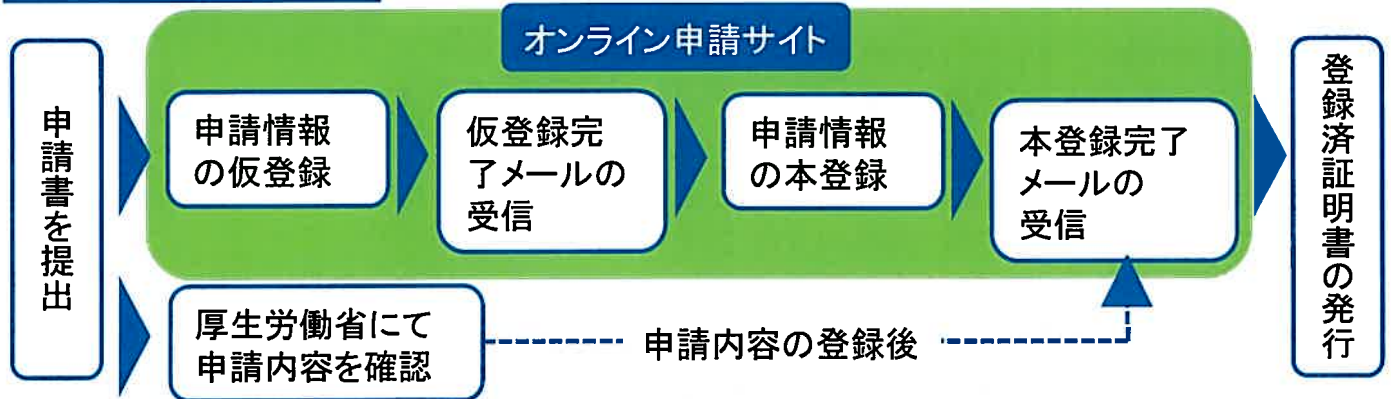 オンライン申請サイト
申請書を提出
申請情報
の仮登録
仮登録完
了メールの
受信
申請情報
の本登録
本登録完了
メールの
受信
登録済証明書の発行
厚生労働省にて
申請内容を確認
申請内容の登録後